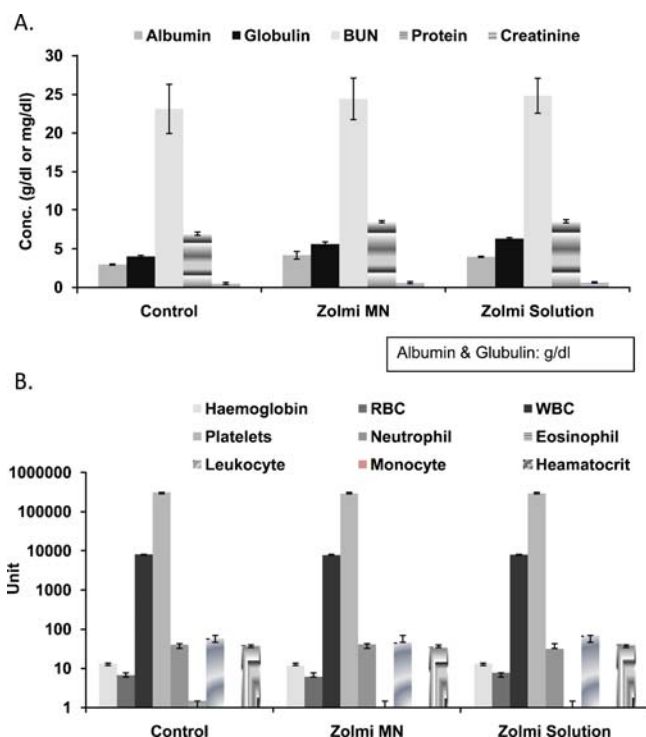 A.
Albumin Globulin BUN Protein Creatinine
Conc. (g/dl or mg/dl)
30
25
20
15
10
5
0
Control Zolmi MN Zolmi Solution
Albumin & Glubulin: g/dl
B.
Haemoglobin RBC WBC
Platelets Neutrophil Eosinophil
Leukocyte Monocyte Heamatocrit
Unit
1000000
100000
10000
1000
100
10
1
Control Zolmi MN Zolmi Solution